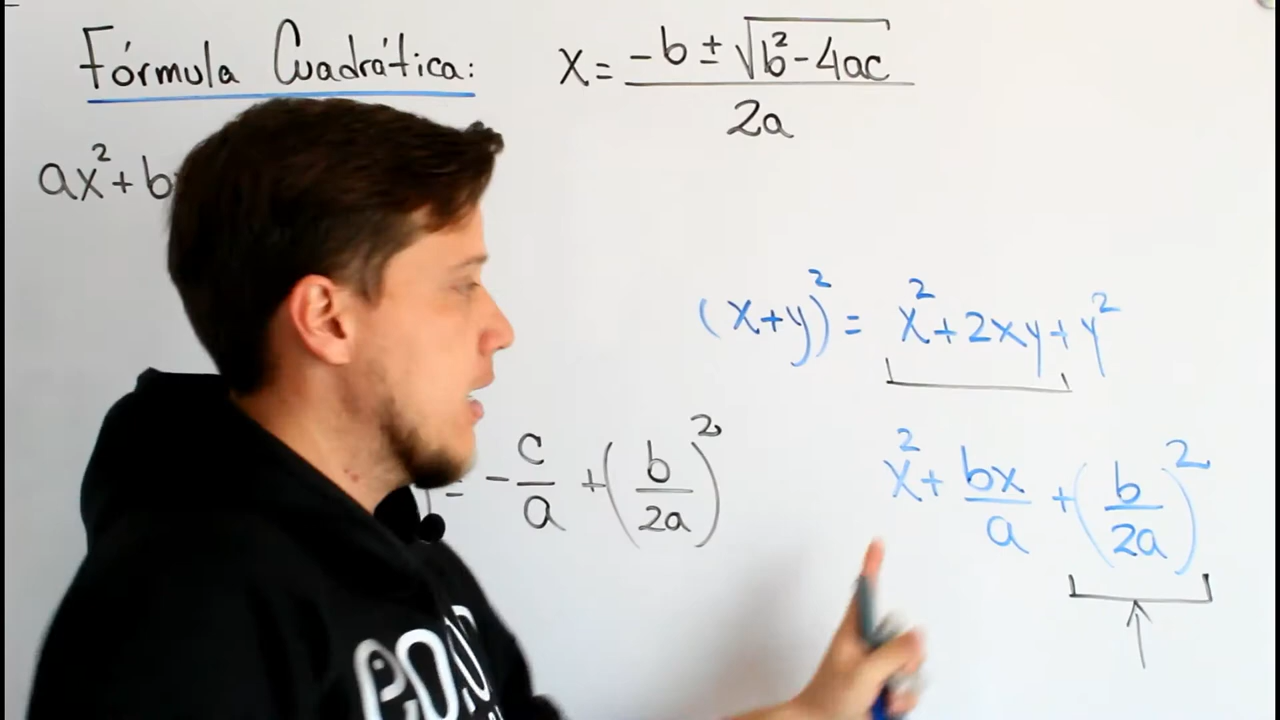 Fórmula Cuadrática: x = (-b ± √(b² - 4ac)) / 2a
ax² + b
(x+y)² = x² + 2xy + y²
= -c/a + (b/2a)²
x² + bx/a + (b/2a)²